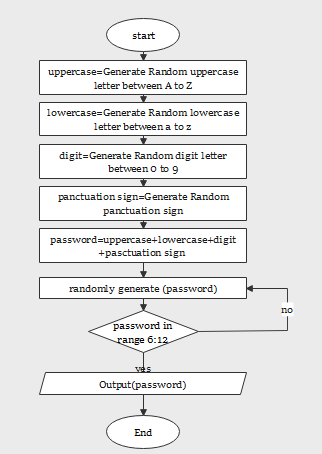 start
uppercase=Generate Random uppercase
letter between A to Z
lowercase=Generate Random lowercase
letter between a to z
digit=Generate Random digit letter
between 0 to 9
panctuation sign=Generate Random
panctuation sign
password=uppercase+lowercase+digit
+pasctuation sign
randomly generate (password)
no
password in
range 6:12
yes
Output(password)
End